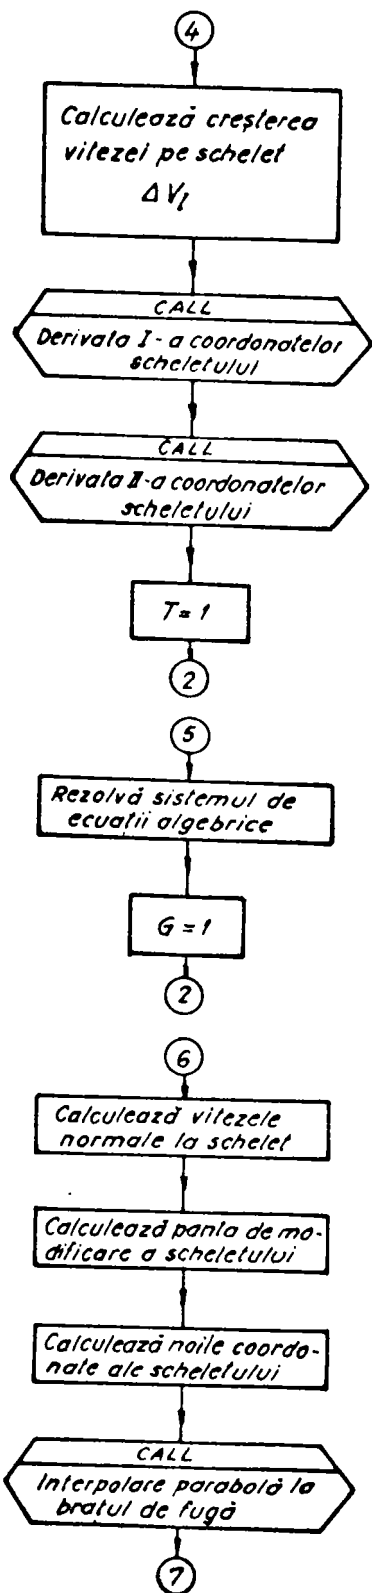 4
Calculează creșterea
vitezei pe schelet
ΔV_l
CALL
Derivata I-a coordonatelor
scheletului
CALL
Derivata II-a coordonatelor
scheletului
T=1
2
5
Rezolvă sistemul de
ecuatii algebrice
G=1
2
6
Calculează vitezele
normale la schelet
Calculează panta de mo-
dificare a scheletului
Calculează noile coordo-
nate ale scheletului
CALL
Interpolare parabolă la
bratul de fugă
7